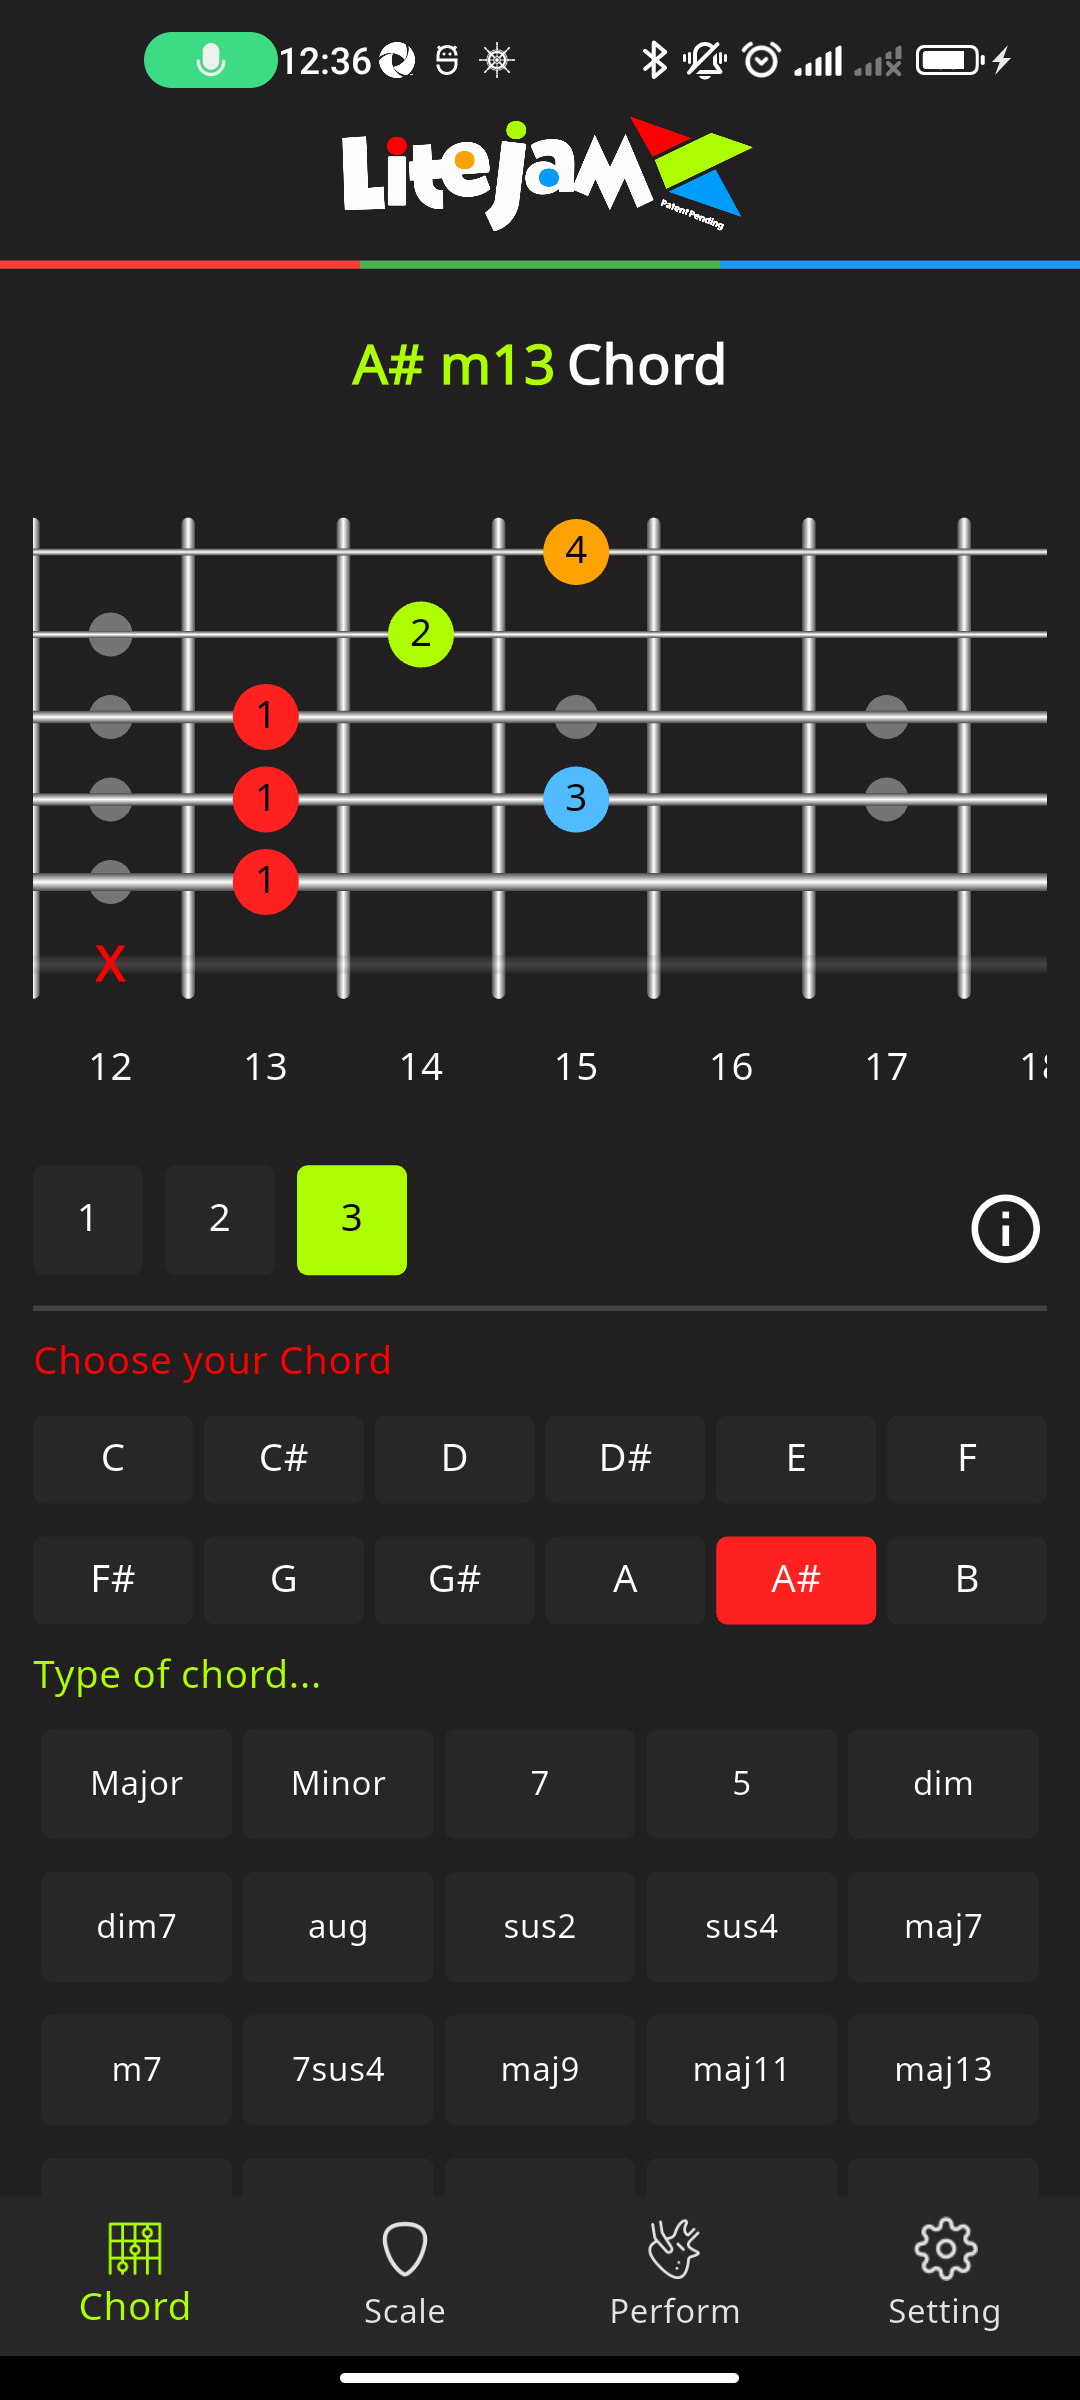 12:36
LiteJam
Patent Pending
A# m13 Chord
4
2
1
1 3
1
X
12 13 14 15 16 17 18
1 2 3
Choose your Chord
C C# D D# E F
F# G G# A A# B
Type of chord...
Major Minor 7 5 dim
dim7 aug sus2 sus4 maj7
m7 7sus4 maj9 maj11 maj13
Chord Scale Perform Setting